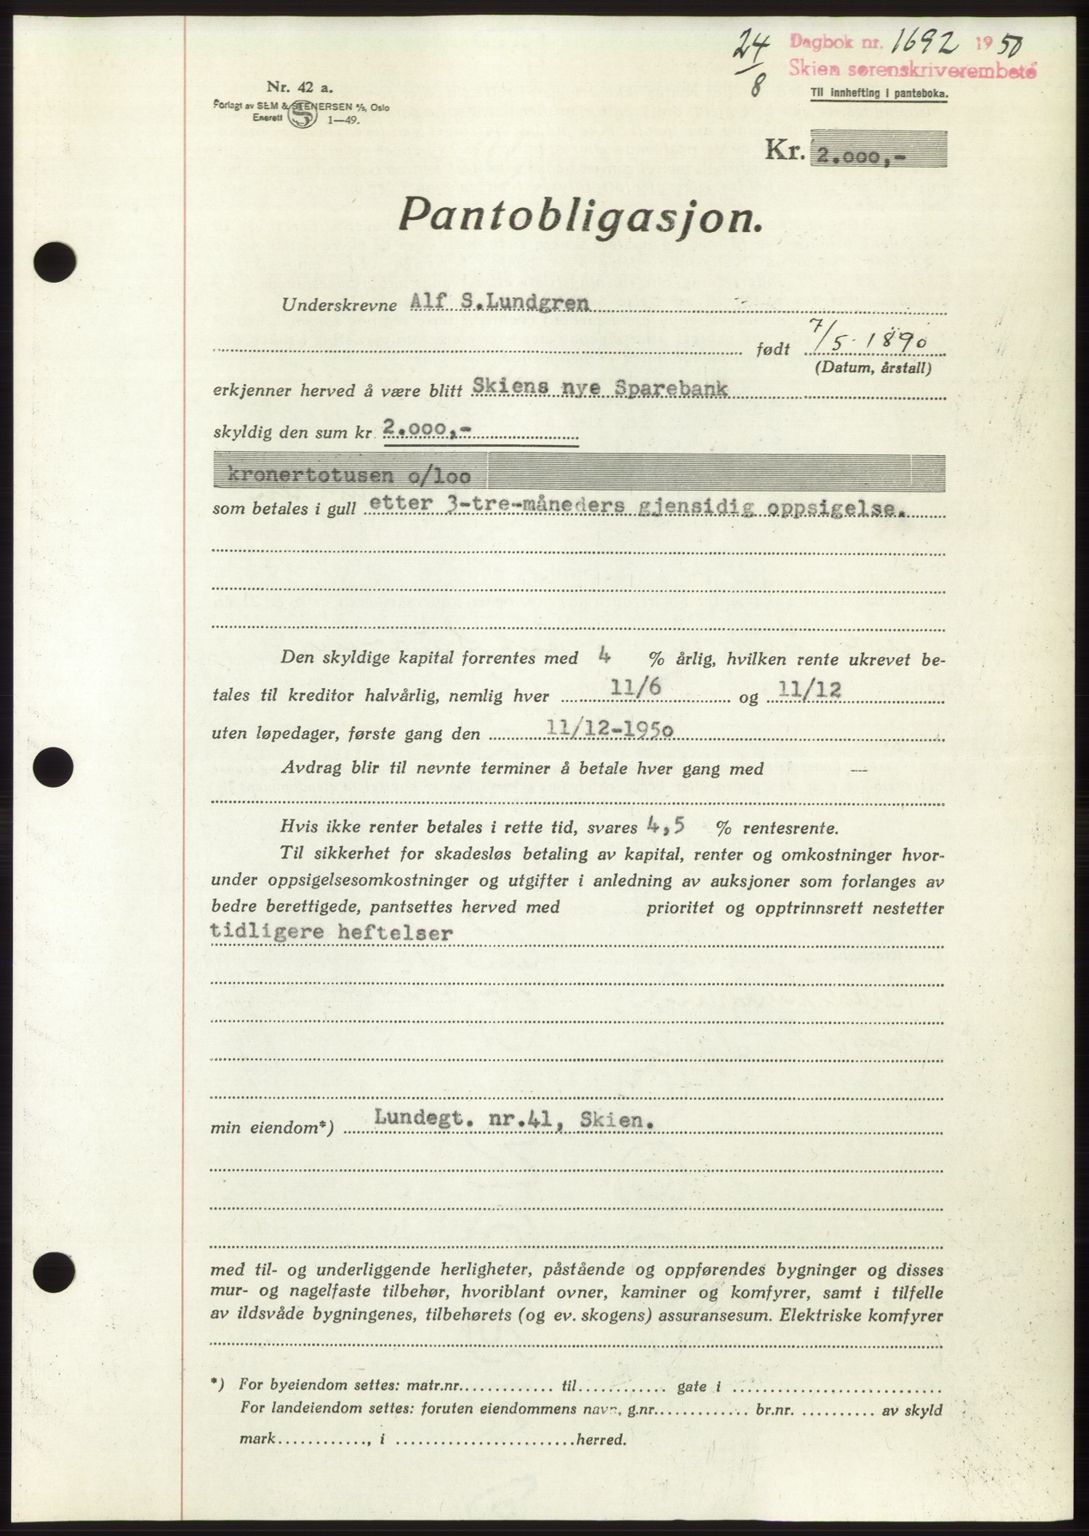 24/8 Dagbok nr. 1692 1950
Skien sorenskriverembete
Til innhefting i panteboka.
Nr. 42 a.
Forlagt av SEM & STENERSEN A/S, Oslo
Enerett S 1—49.
Kr. 2.000,-
Pantobligasjon.
Underskrevne Alf S.Lundgren
født 7/5. 1890
(Datum, årstall)
erkjenner herved å være blitt Skiens nye Sparebank
skyldig den sum kr. 2.000,-
kronertotusen o/loo
som betales i gull etter 3-tre-måneders gjensidig oppsigelse.
Den skyldige kapital forrentes med 4 % årlig, hvilken rente ukrevet be-
tales til kreditor halvårlig, nemlig hver 11/6 og 11/12
uten løpedager, første gang den 11/12-1950
Avdrag blir til nevnte terminer å betale hver gang med —
Hvis ikke renter betales i rette tid, svares 4,5 % rentesrente.
Til sikkerhet for skadesløs betaling av kapital, renter og omkostninger hvor-
under oppsigelsesomkostninger og utgifter i anledning av auksjoner som forlanges av
bedre berettigede, pantsettes herved med prioritet og opptrinnsrett nestetter
tidligere heftelser
min eiendom*) Lundegt. nr.41, Skien.
med til- og underliggende herligheter, påstående og oppførendes bygninger og disses
mur- og nagelfaste tilbehør, hvoriblant ovner, kaminer og komfyrer, samt i tilfelle
av ildsvåde bygningenes, tilbehørets (og ev. skogens) assuransesum. Elektriske komfyrer
*) For byeiendom settes: matr.nr............. til............ gate i ............................
For landeiendom settes: foruten eiendommens navn, g.nr............. br.nr. .......... av skyld
mark............, i ........................herred.